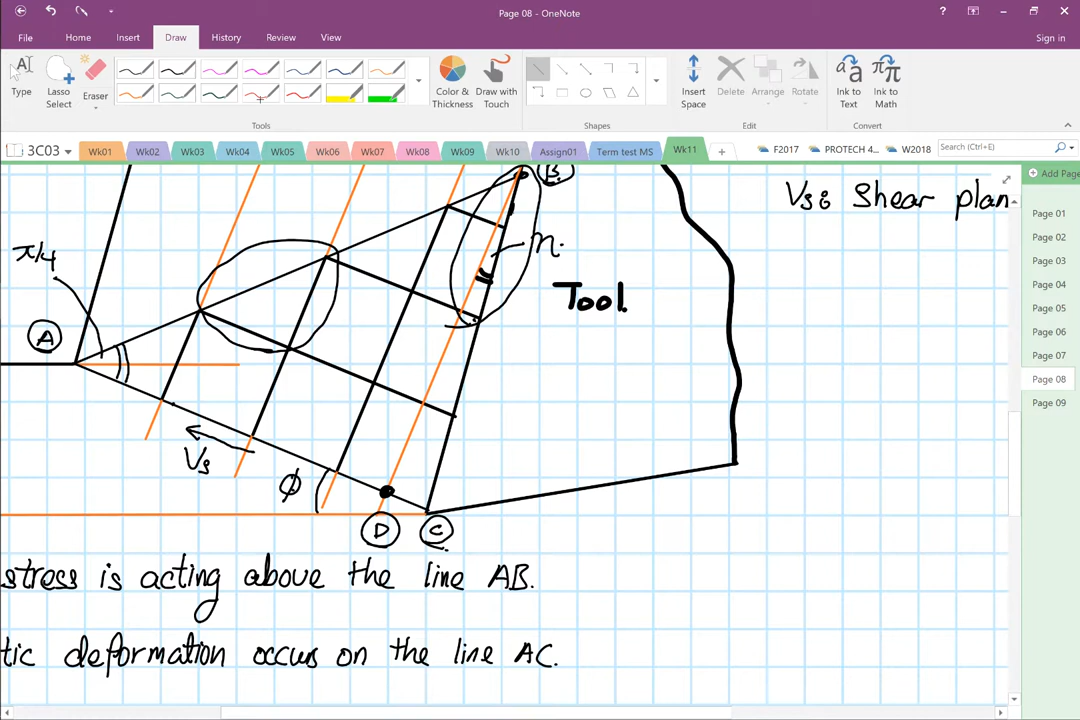 Page 08 - OneNote
File Home Insert Draw History Review View Sign in
Type Lasso Select Eraser Color & Thickness Draw with Touch Insert Space Delete Arrange Rotate Ink to Text Ink to Math
Tools Shapes Edit Convert
3C03 Wk01 Wk02 Wk03 Wk04 Wk05 Wk06 Wk07 Wk08 Wk09 Wk10 Assign01 Term test MS Wk11 F2017 PROTECH 4... W2018 Search (Ctrl+E)
Add Page
Page 01
Page 02
Page 03
Page 04
Page 05
Page 06
Page 07
Page 08
Page 09
B
Vs: Shear plan
π/4
n.
Tool.
A
Vs
φ
D C
stress is acting above the line AB.
tic deformation occurs on the line AC.